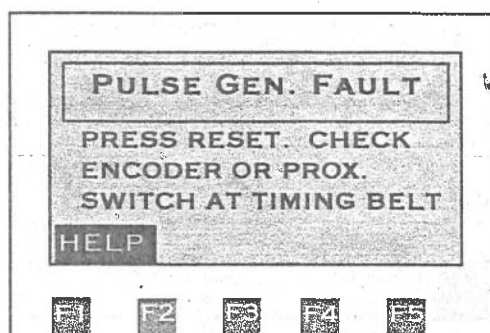 PULSE GEN. FAULT
PRESS RESET. CHECK
ENCODER OR PROX.
SWITCH AT TIMING BELT
HELP
F1 F2 F3 F4 F5